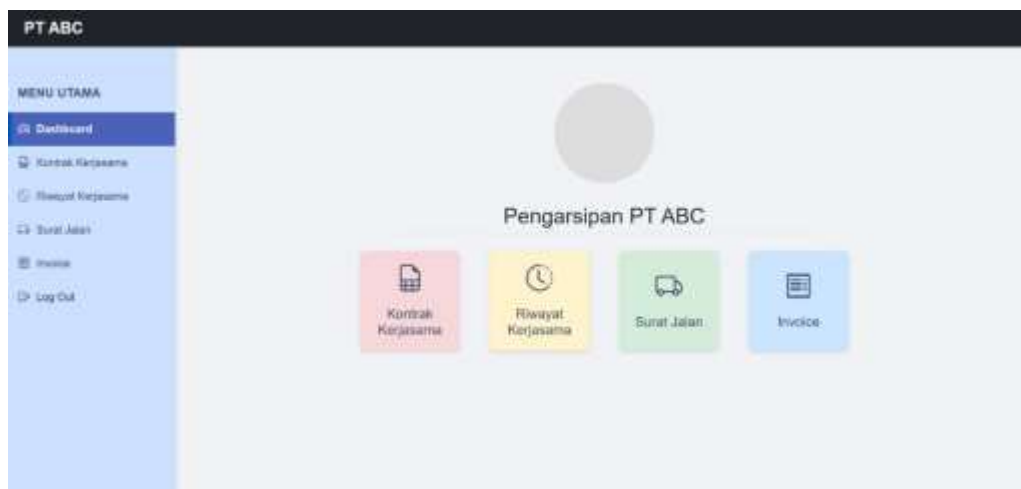 PT ABC
MENU UTAMA
Dashboard
Kontrak Kerjasama
Riwayat Kerjasama
Surat Jalan
Invoice
Log Out
Pengarsipan PT ABC
Kontrak
Kerjasama
Riwayat
Kerjasama
Surat Jalan
Invoice